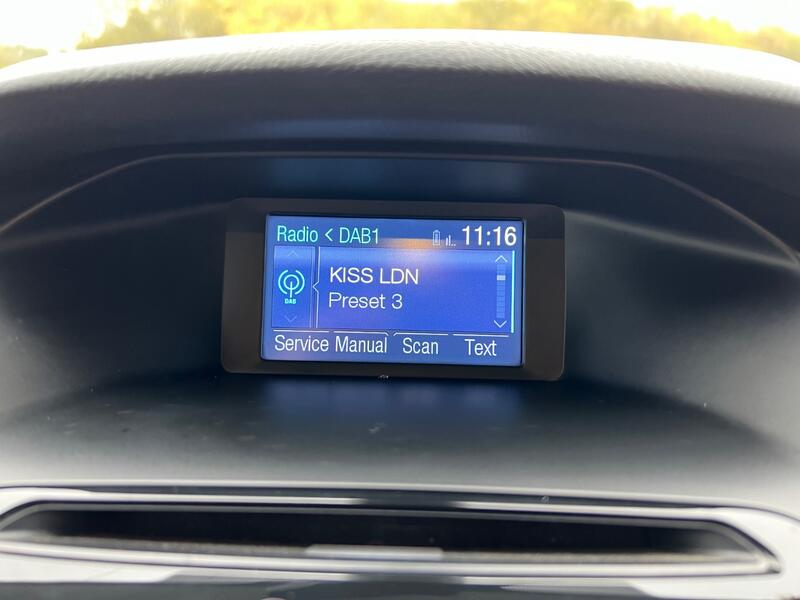 Radio < DAB1 11:16
KISS LDN
DAB
Preset 3
Service Manual Scan Text